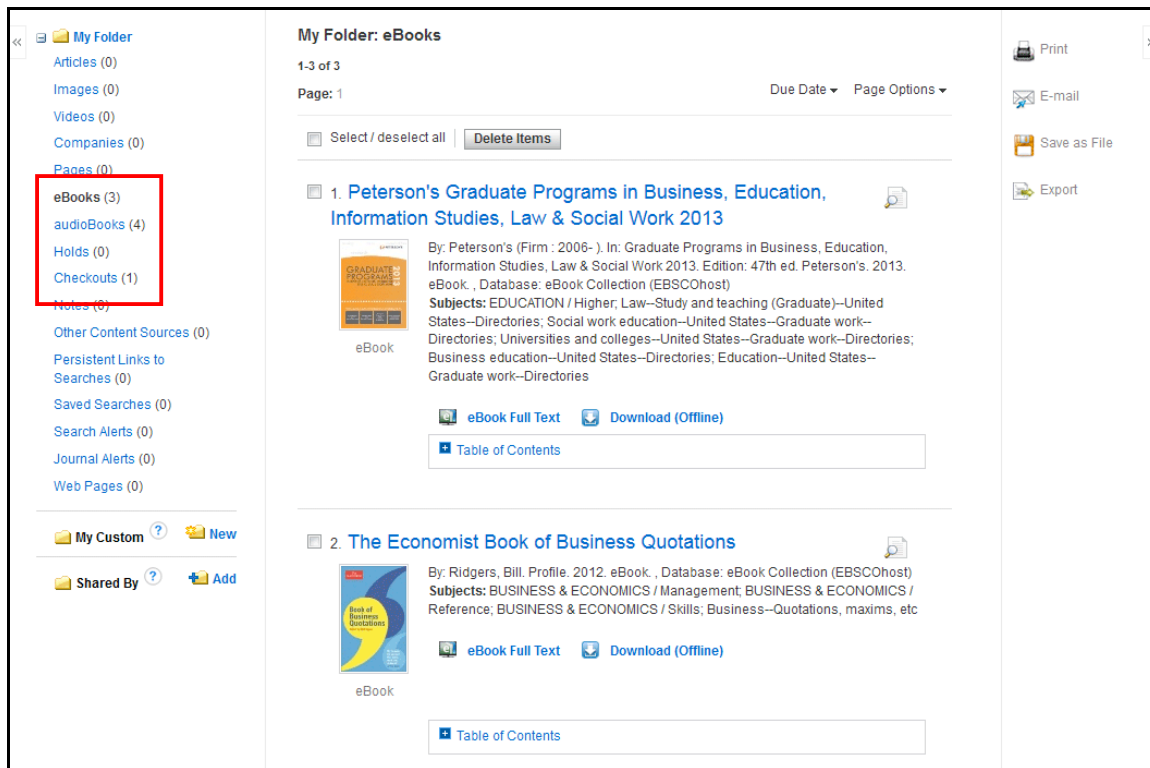 My Folder
Articles (0)
Images (0)
Videos (0)
Companies (0)
Pages (0)
eBooks (3)
audioBooks (4)
Holds (0)
Checkouts (1)
Notes (0)
Other Content Sources (0)
Persistent Links to
Searches (0)
Saved Searches (0)
Search Alerts (0)
Journal Alerts (0)
Web Pages (0)
My Custom ? New
Shared By ? Add
My Folder: eBooks
1-3 of 3
Page: 1
Due Date Page Options
Select / deselect all Delete Items
1. Peterson's Graduate Programs in Business, Education,
Information Studies, Law & Social Work 2013
GRADUATE
PROGRAMS
2013
eBook
By: Peterson's (Firm : 2006- ). In: Graduate Programs in Business, Education,
Information Studies, Law & Social Work 2013. Edition: 47th ed. Peterson's. 2013.
eBook. , Database: eBook Collection (EBSCOhost)
Subjects: EDUCATION / Higher; Law--Study and teaching (Graduate)--United
States--Directories; Social work education--United States--Graduate work--
Directories; Universities and colleges--United States--Graduate work--Directories;
Business education--United States--Directories; Education--United States--
Graduate work--Directories
eBook Full Text Download (Offline)
Table of Contents
2. The Economist Book of Business Quotations
Book of
Business
Quotations
eBook
By: Ridgers, Bill. Profile. 2012. eBook. , Database: eBook Collection (EBSCOhost)
Subjects: BUSINESS & ECONOMICS / Management; BUSINESS & ECONOMICS /
Reference; BUSINESS & ECONOMICS / Skills; Business--Quotations, maxims, etc
eBook Full Text Download (Offline)
Table of Contents
Print
E-mail
Save as File
Export